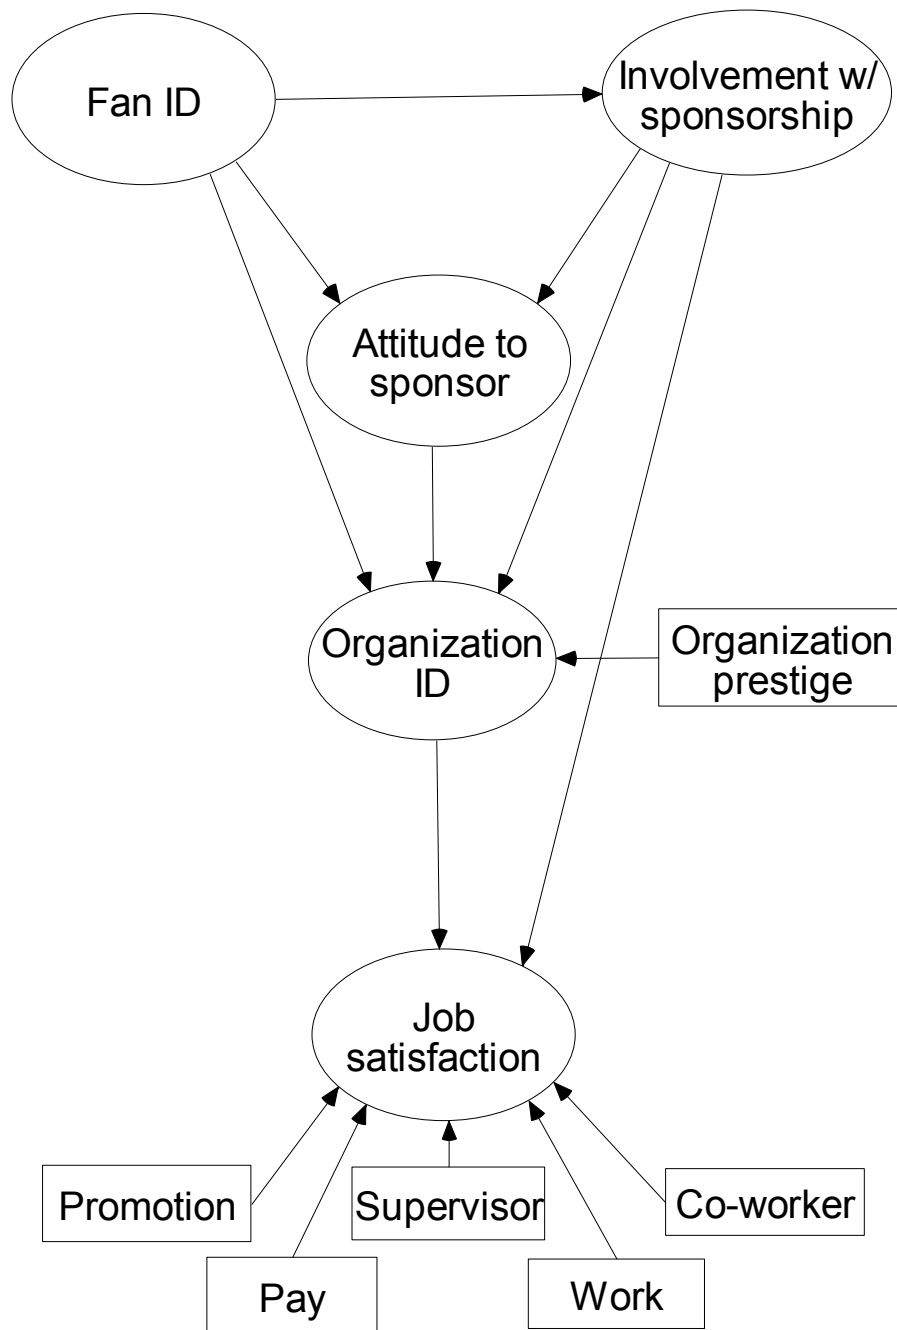 Fan ID
Involvement w/
sponsorship
Attitude to
sponsor
Organization
ID
Organization
prestige
Job
satisfaction
Promotion
Supervisor
Co-worker
Pay
Work